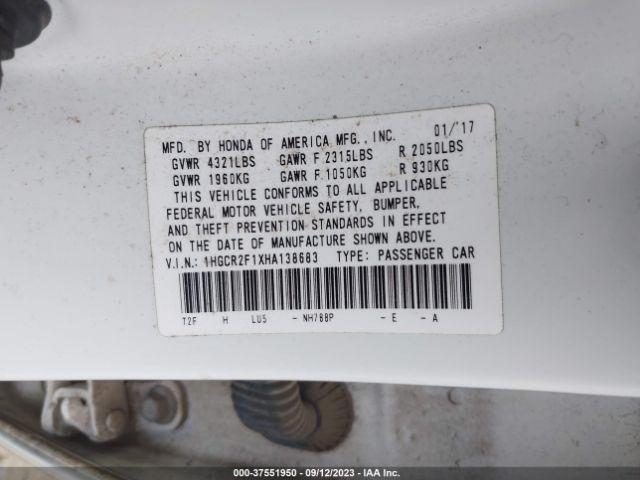 MFD. BY HONDA OF AMERICA MFG., INC. 01/'17
GVWR 4321LBS GAWR F 2315LBS R 2050LBS
GVWR 1960KG GAWR F 1050KG R 930KG
THIS VEHICLE CONFORMS TO ALL APPLICABLE
FEDERAL MOTOR VEHICLE SAFETY, BUMPER,
AND THEFT PREVENTION STANDARDS IN EFFECT
ON THE DATE OF MANUFACTURE SHOWN ABOVE.
V.I.N.: 1HGCR2F1XHA138683 TYPE: PASSENGER CAR
T2F H LU5 - NH788P - E - A
000-37551950 - 09/12/2023 - IAA Inc.